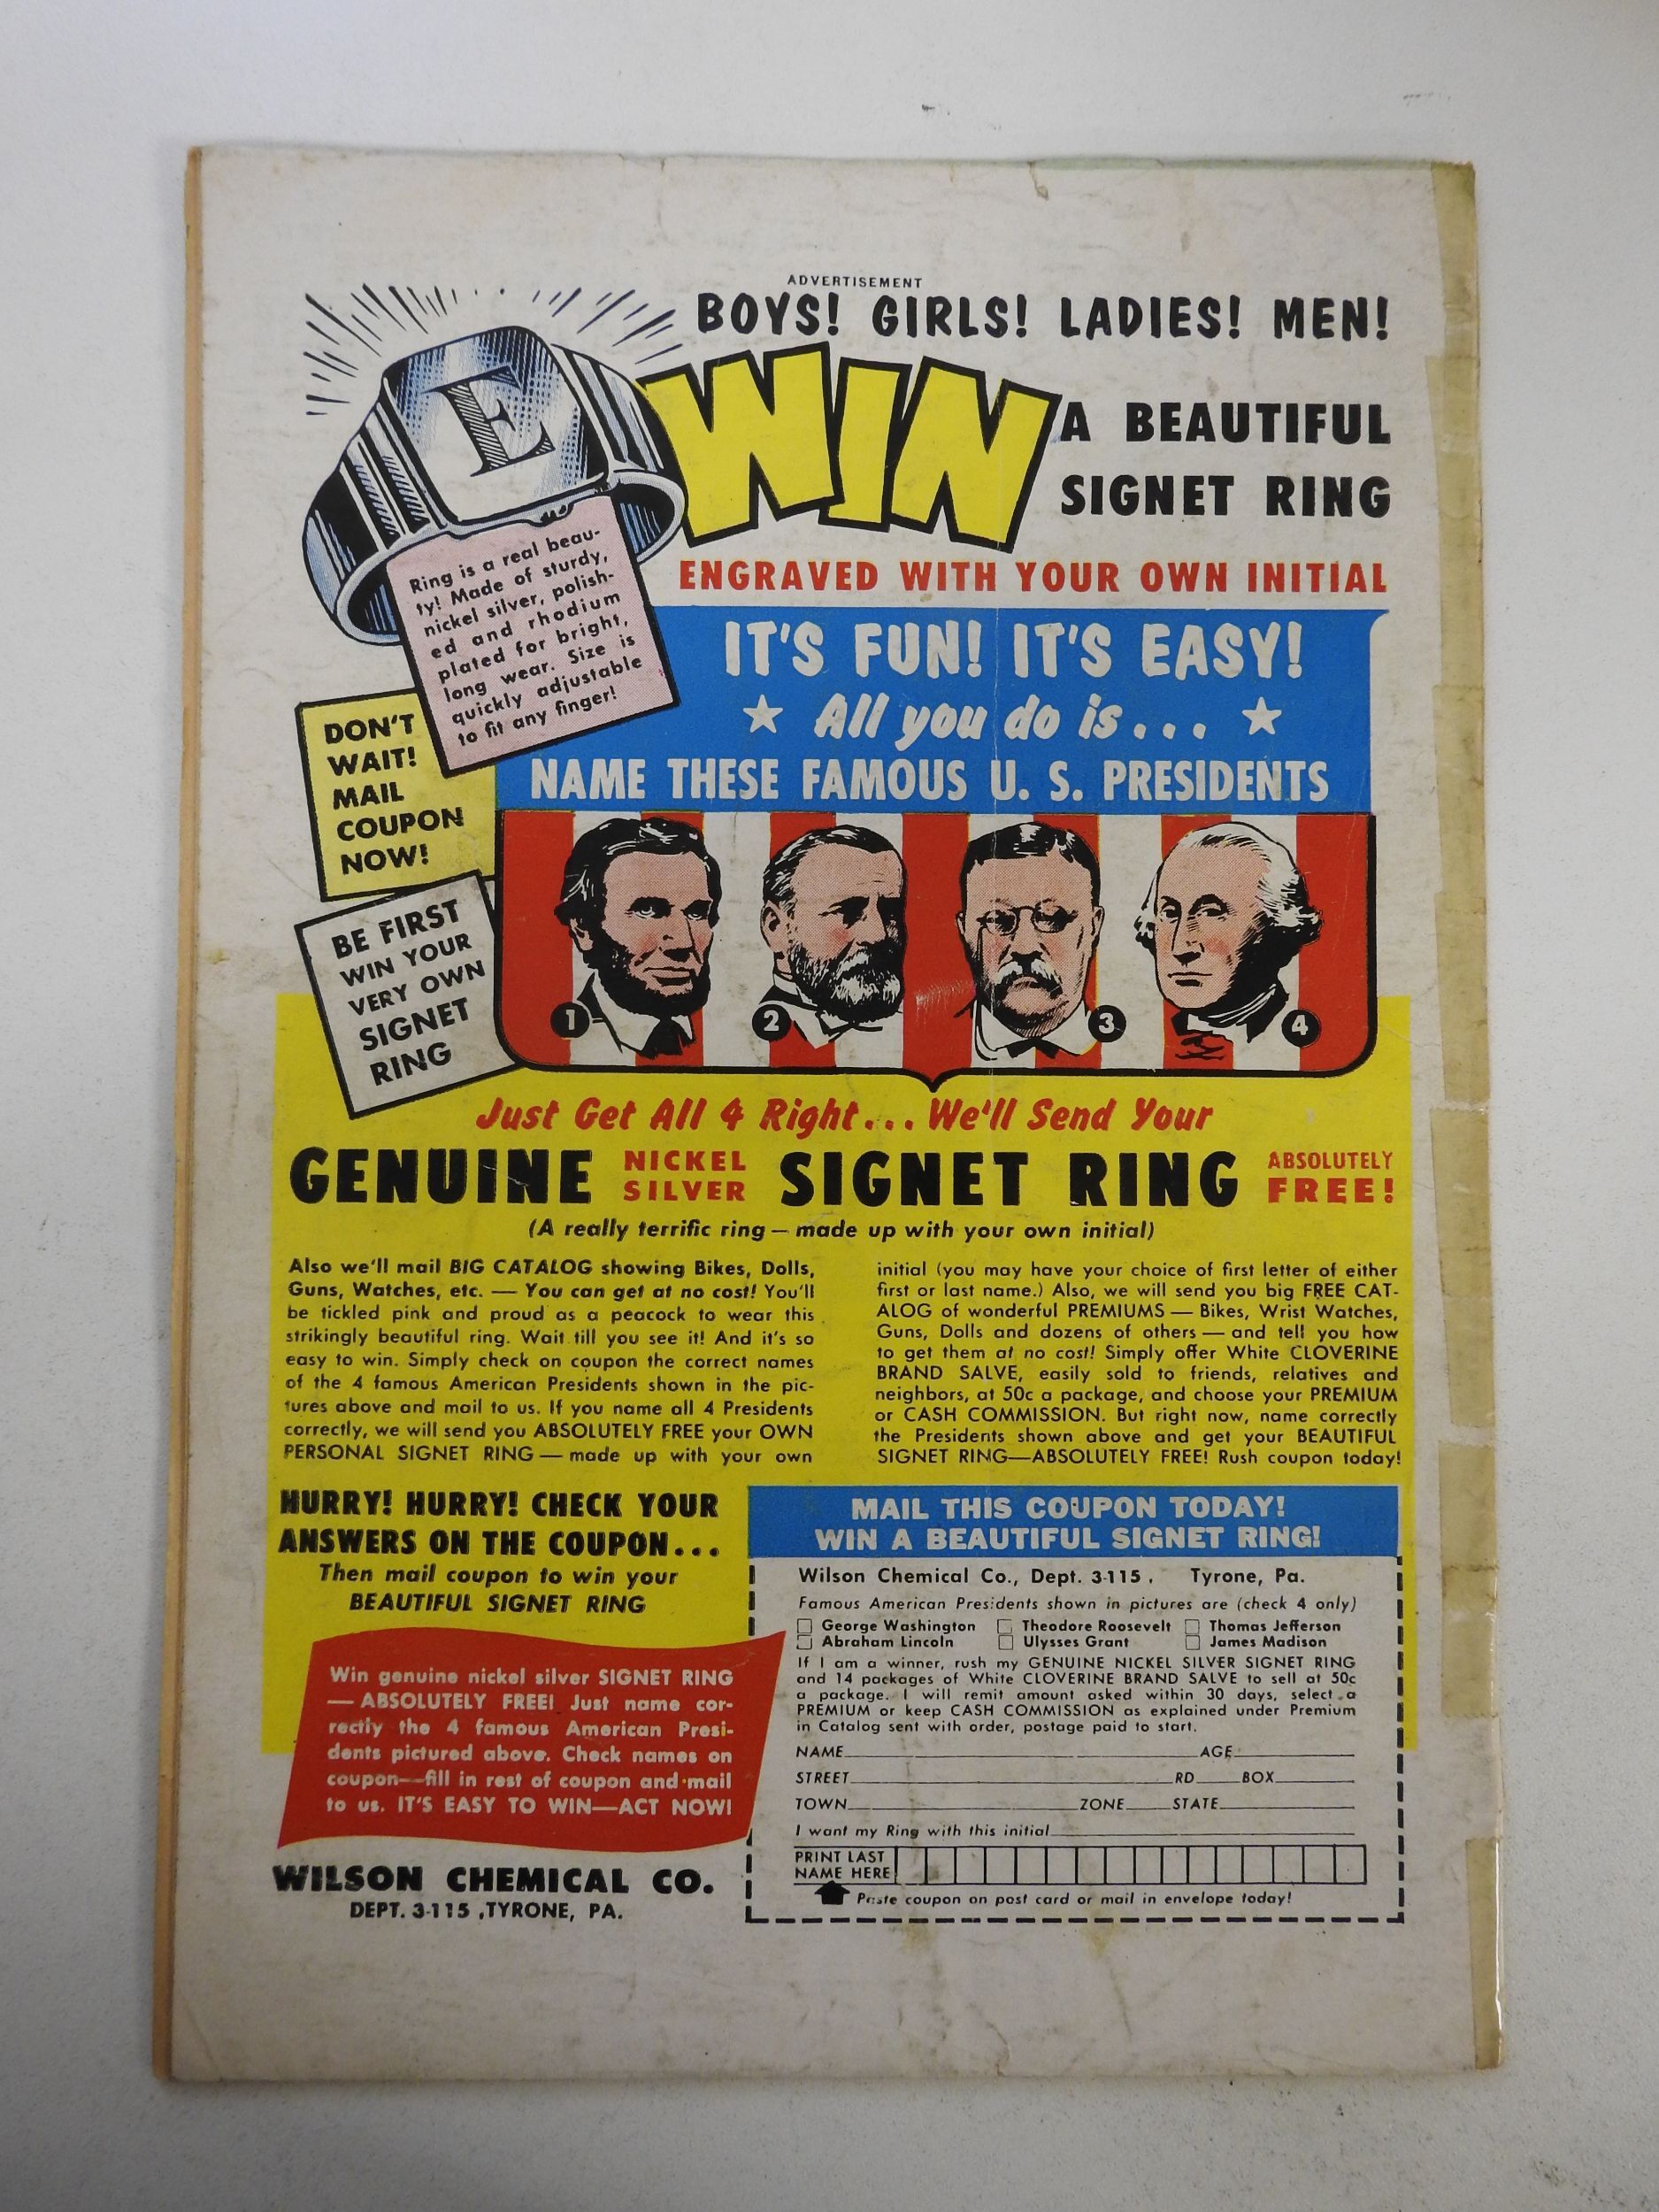 ADVERTISEMENT
BOYS! GIRLS! LADIES! MEN!
WIN
A BEAUTIFUL
SIGNET RING
ENGRAVED WITH YOUR OWN INITIAL
E
Ring is a real beau-
ty! Made of sturdy,
nickel silver, polish-
ed and rhodium
plated for bright,
long wear. Size is
quickly adjustable
to fit any finger!
DON'T
WAIT!
MAIL
COUPON
NOW!
BE FIRST
WIN YOUR
VERY OWN
SIGNET
RING
IT'S FUN! IT'S EASY!
★ All you do is... ★
NAME THESE FAMOUS U. S. PRESIDENTS
1 2 3 4
Just Get All 4 Right... We'll Send Your
GENUINE NICKEL SILVER SIGNET RING ABSOLUTELY FREE!
(A really terrific ring — made up with your own initial)
Also we'll mail BIG CATALOG showing Bikes, Dolls,
Guns, Watches, etc. — You can get at no cost! You'll
be tickled pink and proud as a peacock to wear this
strikingly beautiful ring. Wait till you see it! And it's so
easy to win. Simply check on coupon the correct names
of the 4 famous American Presidents shown in the pic-
tures above and mail to us. If you name all 4 Presidents
correctly, we will send you ABSOLUTELY FREE your OWN
PERSONAL SIGNET RING — made up with your own
initial (you may have your choice of first letter of either
first or last name.) Also, we will send you big FREE CAT-
ALOG of wonderful PREMIUMS — Bikes, Wrist Watches,
Guns, Dolls and dozens of others — and tell you how
to get them at no cost! Simply offer White CLOVERINE
BRAND SALVE, easily sold to friends, relatives and
neighbors, at 50c a package, and choose your PREMIUM
or CASH COMMISSION. But right now, name correctly
the Presidents shown above and get your BEAUTIFUL
SIGNET RING—ABSOLUTELY FREE! Rush coupon today!
HURRY! HURRY! CHECK YOUR
ANSWERS ON THE COUPON...
Then mail coupon to win your
BEAUTIFUL SIGNET RING
Win genuine nickel silver SIGNET RING
— ABSOLUTELY FREE! Just name cor-
rectly the 4 famous American Presi-
dents pictured above. Check names on
coupon—fill in rest of coupon and mail
to us. IT'S EASY TO WIN—ACT NOW!
WILSON CHEMICAL CO.
DEPT. 3-115 , TYRONE, PA.
MAIL THIS COUPON TODAY!
WIN A BEAUTIFUL SIGNET RING!
Wilson Chemical Co., Dept. 3-115 , Tyrone, Pa.
Famous American Presidents shown in pictures are (check 4 only)
☐ George Washington ☐ Theodore Roosevelt ☐ Thomas Jefferson
☐ Abraham Lincoln ☐ Ulysses Grant ☐ James Madison
If I am a winner, rush my GENUINE NICKEL SILVER SIGNET RING
and 14 packages of White CLOVERINE BRAND SALVE to sell at 50c
a package. I will remit amount asked within 30 days, select a
PREMIUM or keep CASH COMMISSION as explained under Premium
in Catalog sent with order, postage paid to start.
NAME AGE
STREET RD BOX
TOWN ZONE STATE
I want my Ring with this initial
PRINT LAST
NAME HERE
Paste coupon on post card or mail in envelope today!